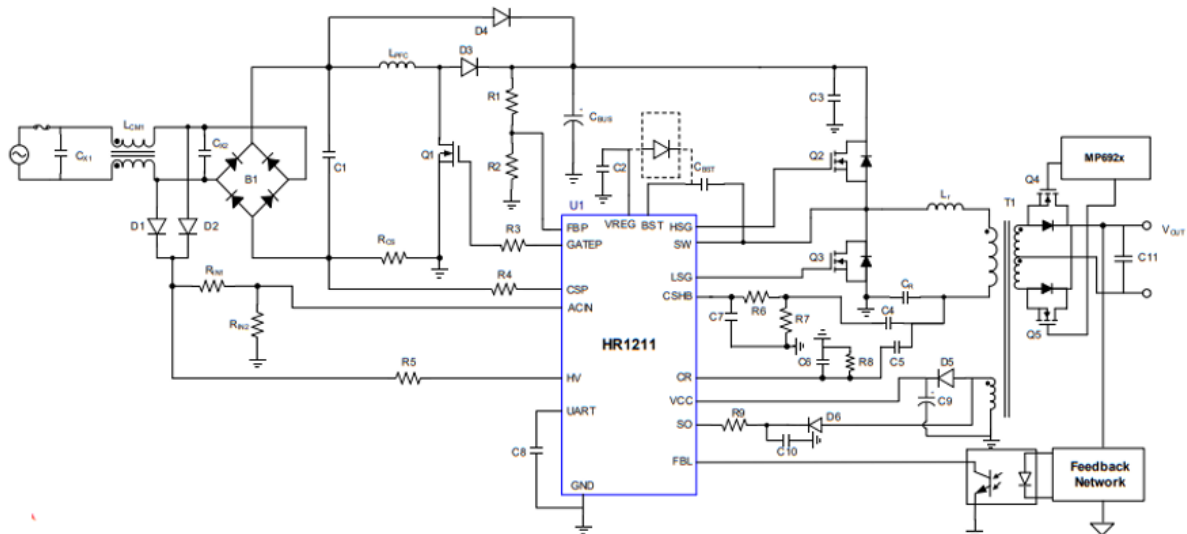 D4
LPFC
D3
R1
CBUS
C3
LCM1
CX1
CX2
B1
C1
Q1
R2
C2
CBST
Q2
MP692x
Q4
U1
VREG
BST
HSG
Lr
T1
D1
D2
RCS
R3
FBP
GATEP
SW
VOUT
Q3
C11
R4
CSP
LSG
RIN1
ACIN
CSHB
R6
CR
Q5
RIN2
C7
R7
C4
HR1211
C6
R8
C5
R5
HV
CR
D5
VCC
C9
UART
SO
R9
D6
C8
C10
FBL
Feedback
Network
GND